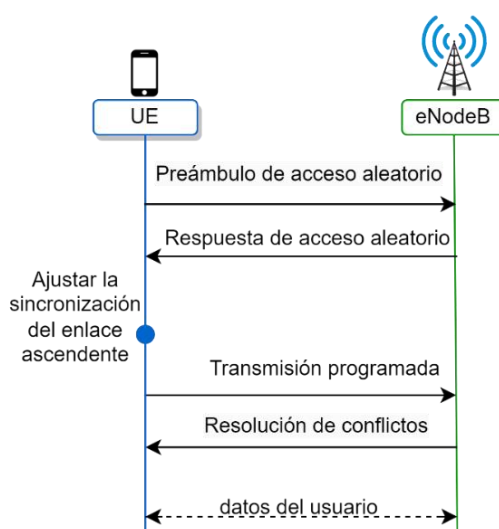 UE
eNodeB
Preámbulo de acceso aleatorio
Respuesta de acceso aleatorio
Ajustar la
sincronización
del enlace
ascendente
Transmisión programada
Resolución de conflictos
datos del usuario